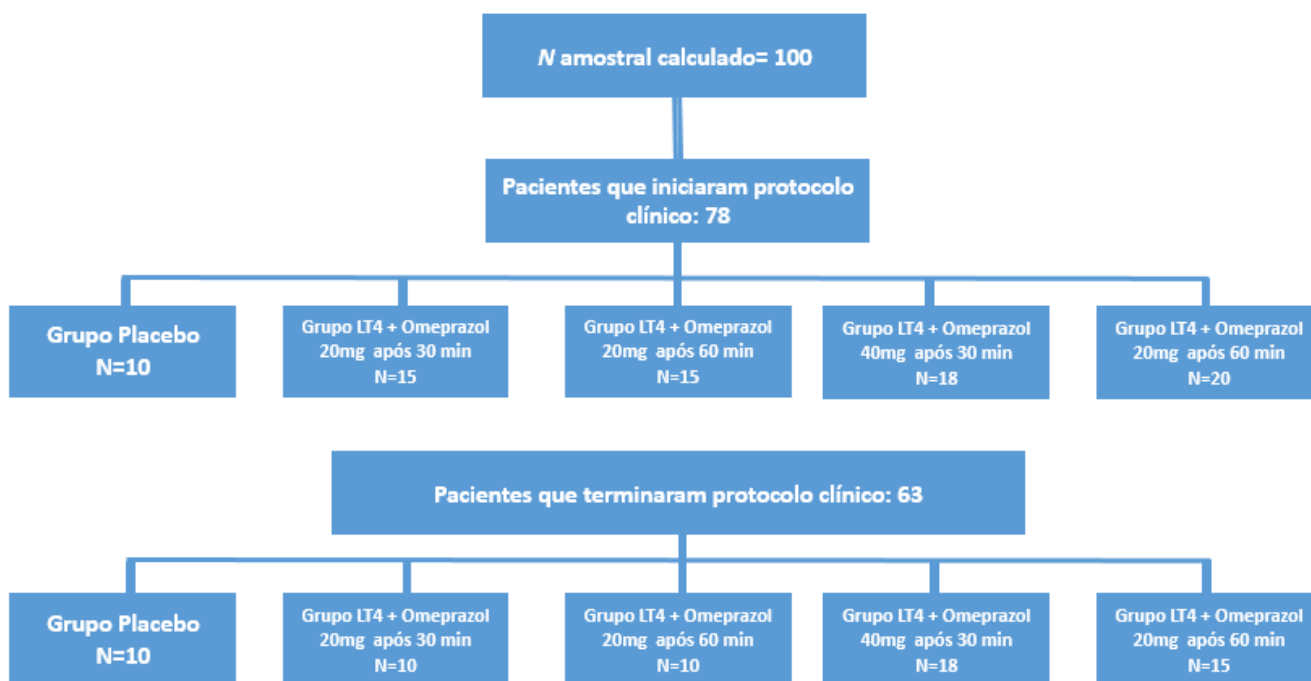 N amostral calculado= 100
Pacientes que iniciaram protocolo
clínico: 78
Grupo Placebo
N=10
Grupo LT4 + Omeprazol
20mg após 30 min
N=15
Grupo LT4 + Omeprazol
20mg após 60 min
N=15
Grupo LT4 + Omeprazol
40mg após 30 min
N=18
Grupo LT4 + Omeprazol
20mg após 60 min
N=20
Pacientes que terminaram protocolo clínico: 63
Grupo Placebo
N=10
Grupo LT4 + Omeprazol
20mg após 30 min
N=10
Grupo LT4 + Omeprazol
20mg após 60 min
N=10
Grupo LT4 + Omeprazol
40mg após 30 min
N=18
Grupo LT4 + Omeprazol
20mg após 60 min
N=15